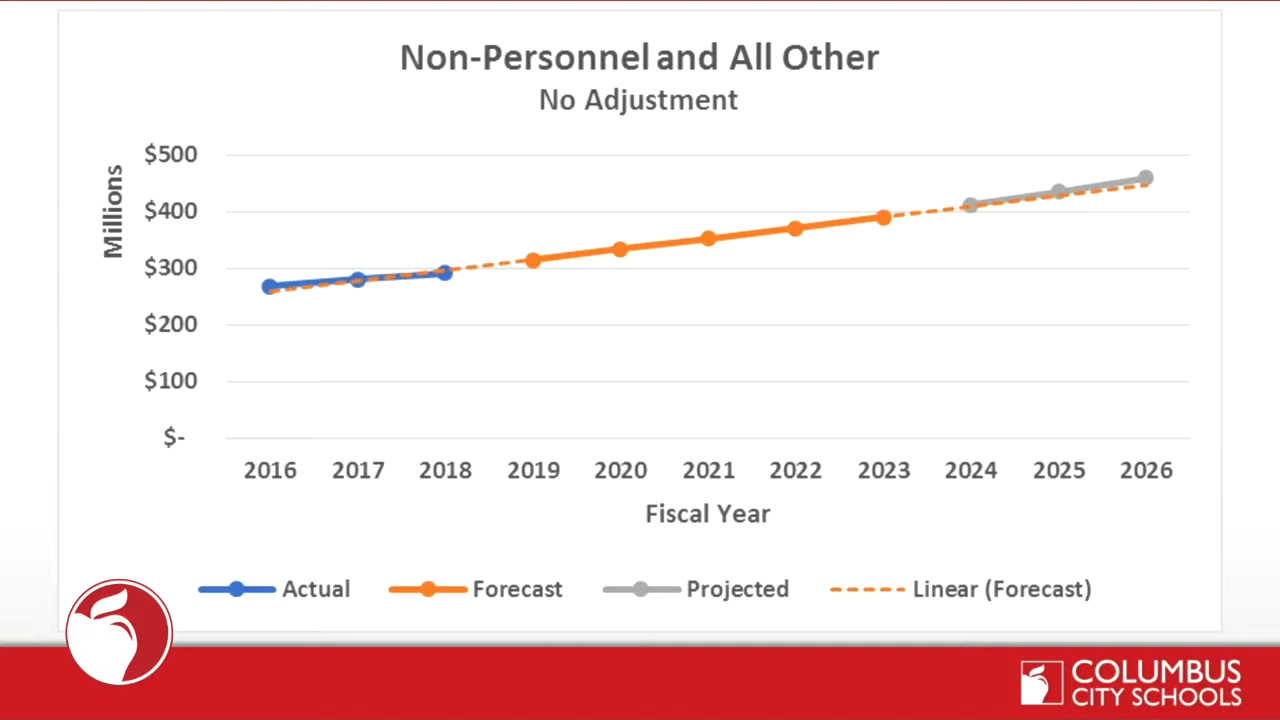 Non-Personnel and All Other
No Adjustment
Millions
$500
$400
$300
$200
$100
$-
2016 2017 2018 2019 2020 2021 2022 2023 2024 2025 2026
Fiscal Year
Actual Forecast Projected Linear (Forecast)
COLUMBUS
CITY SCHOOLS